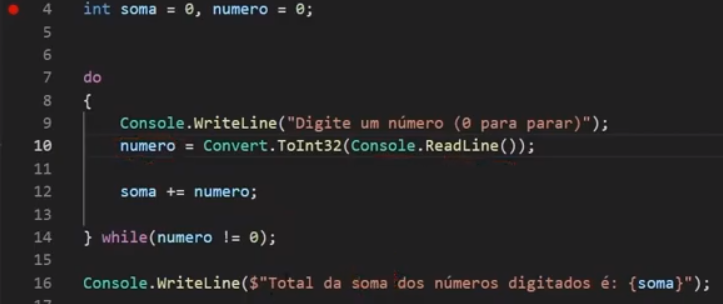 4 int soma = 0, numero = 0;
5
6
7 do
8 {
9 Console.WriteLine("Digite um número (0 para parar)");
10 numero = Convert.ToInt32(Console.ReadLine());
11
12 soma += numero;
13
14 } while(numero != 0);
15
16 Console.WriteLine($"Total da soma dos números digitados é: {soma}");
17